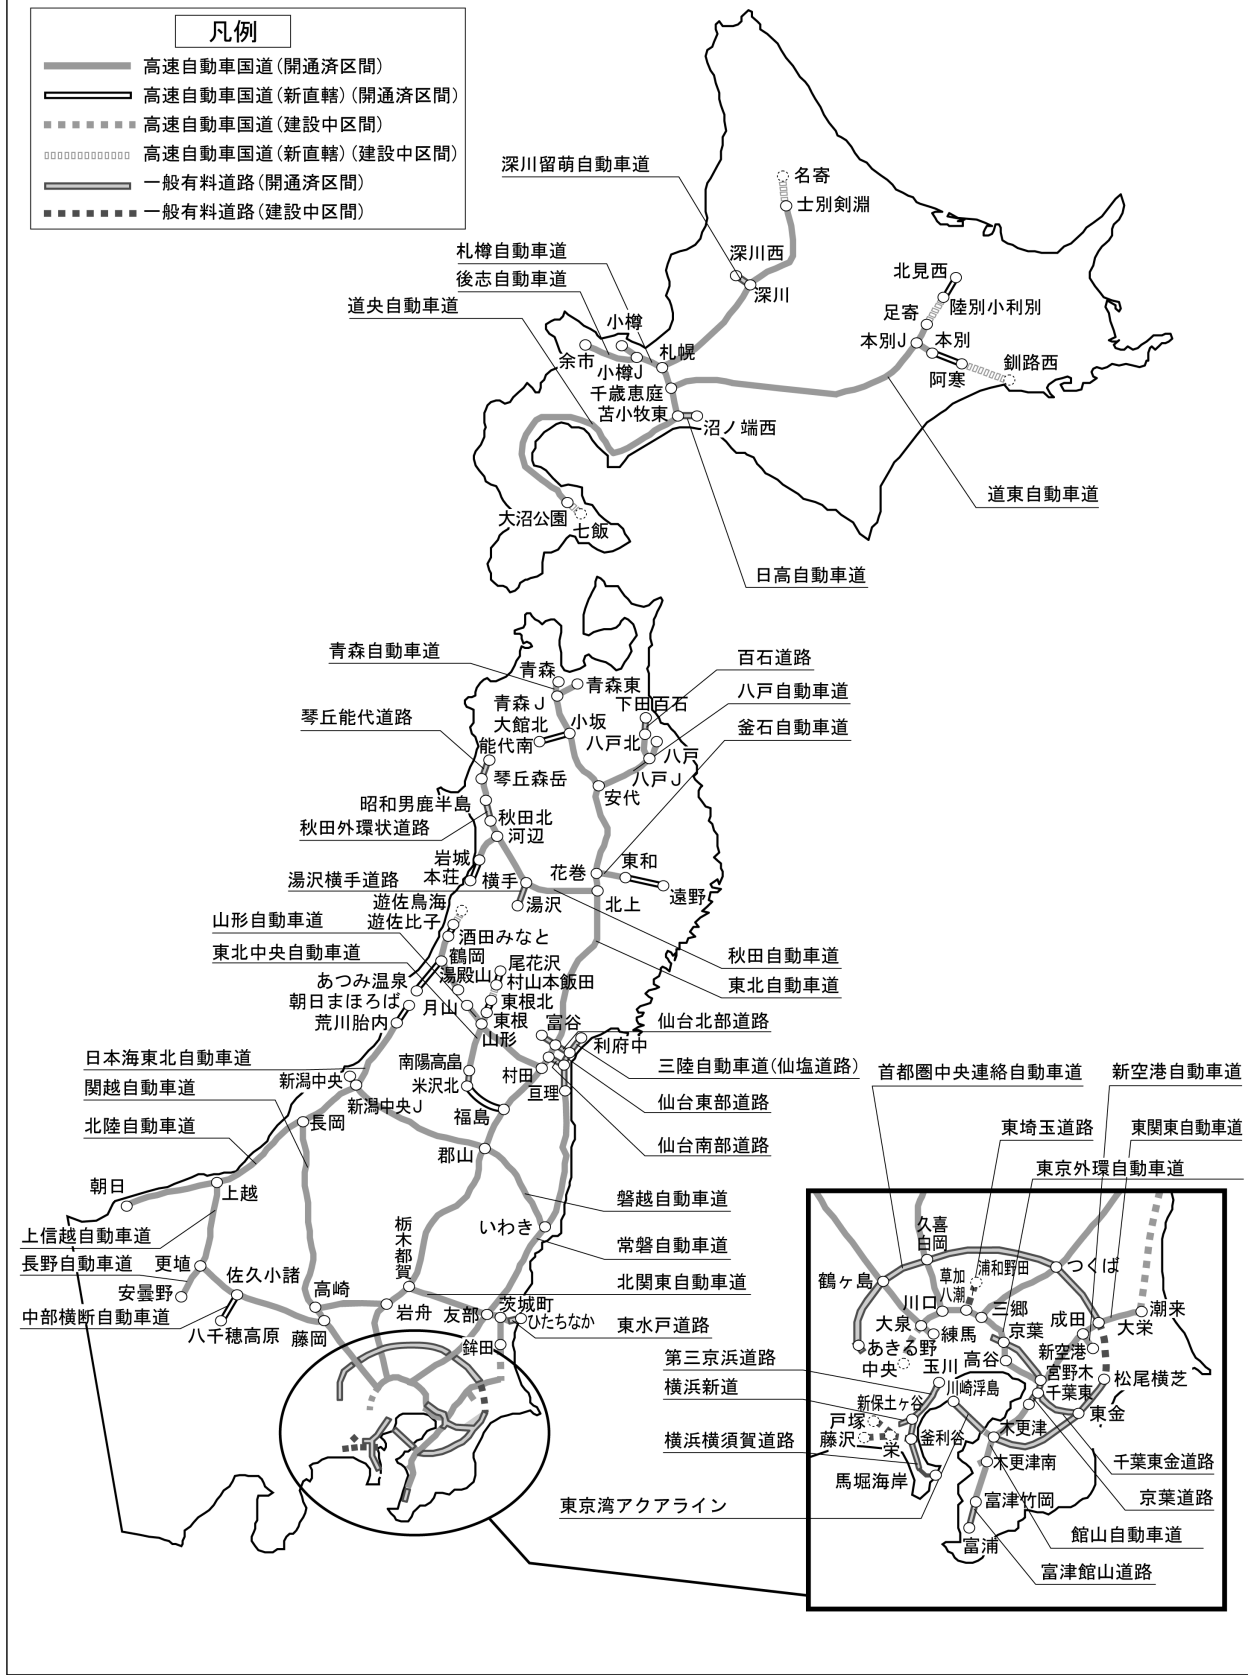 凡例
高速自動車国道(開通済区間)
高速自動車国道(新直轄)(開通済区間)
高速自動車国道(建設中区間)
高速自動車国道(新直轄)(建設中区間)
一般有料道路(開通済区間)
一般有料道路(建設中区間)
深川留萌自動車道
名寄
士別剣淵
札樽自動車道
深川西
後志自動車道
深川
北見西
道央自動車道
陸別小利別
足寄
小樽
本別J
本別
余市
小樽J
札幌
釧路西
阿寒
千歳恵庭
苫小牧東
沼ノ端西
道東自動車道
大沼公園
七飯
日高自動車道
青森自動車道
百石道路
青森
青森東
八戸自動車道
青森J
下田百石
琴丘能代道路
大館北
小坂
釜石自動車道
能代南
八戸北
八戸
琴丘森岳
八戸J
安代
昭和男鹿半島
秋田外環状道路
秋田北
河辺
岩城
花巻
東和
湯沢横手道路
本荘
横手
遊佐鳥海
湯沢
北上
遠野
山形自動車道
遊佐比子
酒田みなと
東北中央自動車道
鶴岡
秋田自動車道
尾花沢
あつみ温泉
湯殿山
村山本飯田
東北自動車道
朝日まほろば
月山
東根北
荒川胎内
東根
富谷
仙台北部道路
山形
利府中
日本海東北自動車道
南陽高畠
三陸自動車道(仙塩道路)
首都圏中央連絡自動車道
新空港自動車道
新潟中央
村田
関越自動車道
米沢北
亘理
新潟中央J
福島
仙台東部道路
長岡
東埼玉道路
東関東自動車道
北陸自動車道
仙台南部道路
郡山
東京外環自動車道
朝日
上越
磐越自動車道
上信越自動車道
栃木都賀
いわき
常磐自動車道
長野自動車道
更埴
佐久小諸
北関東自動車道
安曇野
高崎
中部横断自動車道
岩舟
友部
茨城町
ひたちなか
八千穂高原
藤岡
東水戸道路
鉾田
久喜
白岡
鶴ヶ島
草加
八潮
浦和野田
つくば
川口
三郷
成田
潮来
大泉
練馬
京葉
大栄
第三京浜道路
あきる野
高谷
新空港
中央
玉川
宮野木
松尾横芝
横浜新道
川崎浮島
千葉東
新保土ヶ谷
東金
戸塚
藤沢
栄
釜利谷
木更津
横浜横須賀道路
木更津南
千葉東金道路
馬堀海岸
東京湾アクアライン
富津竹岡
京葉道路
館山自動車道
富浦
富津館山道路